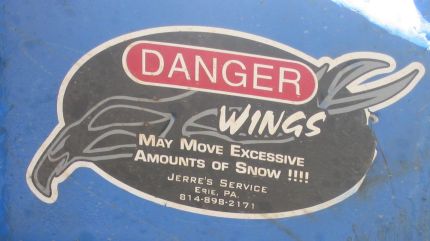 DANGER
WINGS
MAY MOVE EXCESSIVE
AMOUNTS OF SNOW !!!!
JERRE'S SERVICE
ERIE, PA
814-898-2171